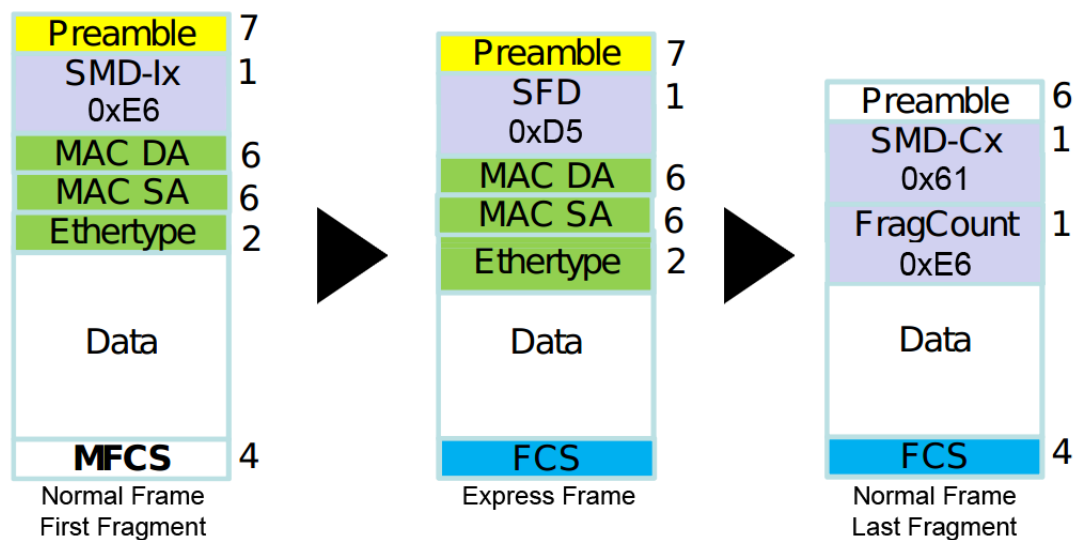 Preamble 7
SMD-Ix 1
0xE6
MAC DA 6
MAC SA 6
Ethertype 2
Data
MFCS 4
Normal Frame
First Fragment
Preamble 7
SFD 1
0xD5
MAC DA 6
MAC SA 6
Ethertype 2
Data
FCS
Express Frame
Preamble 6
SMD-Cx 1
0x61
FragCount 1
0xE6
Data
FCS 4
Normal Frame
Last Fragment